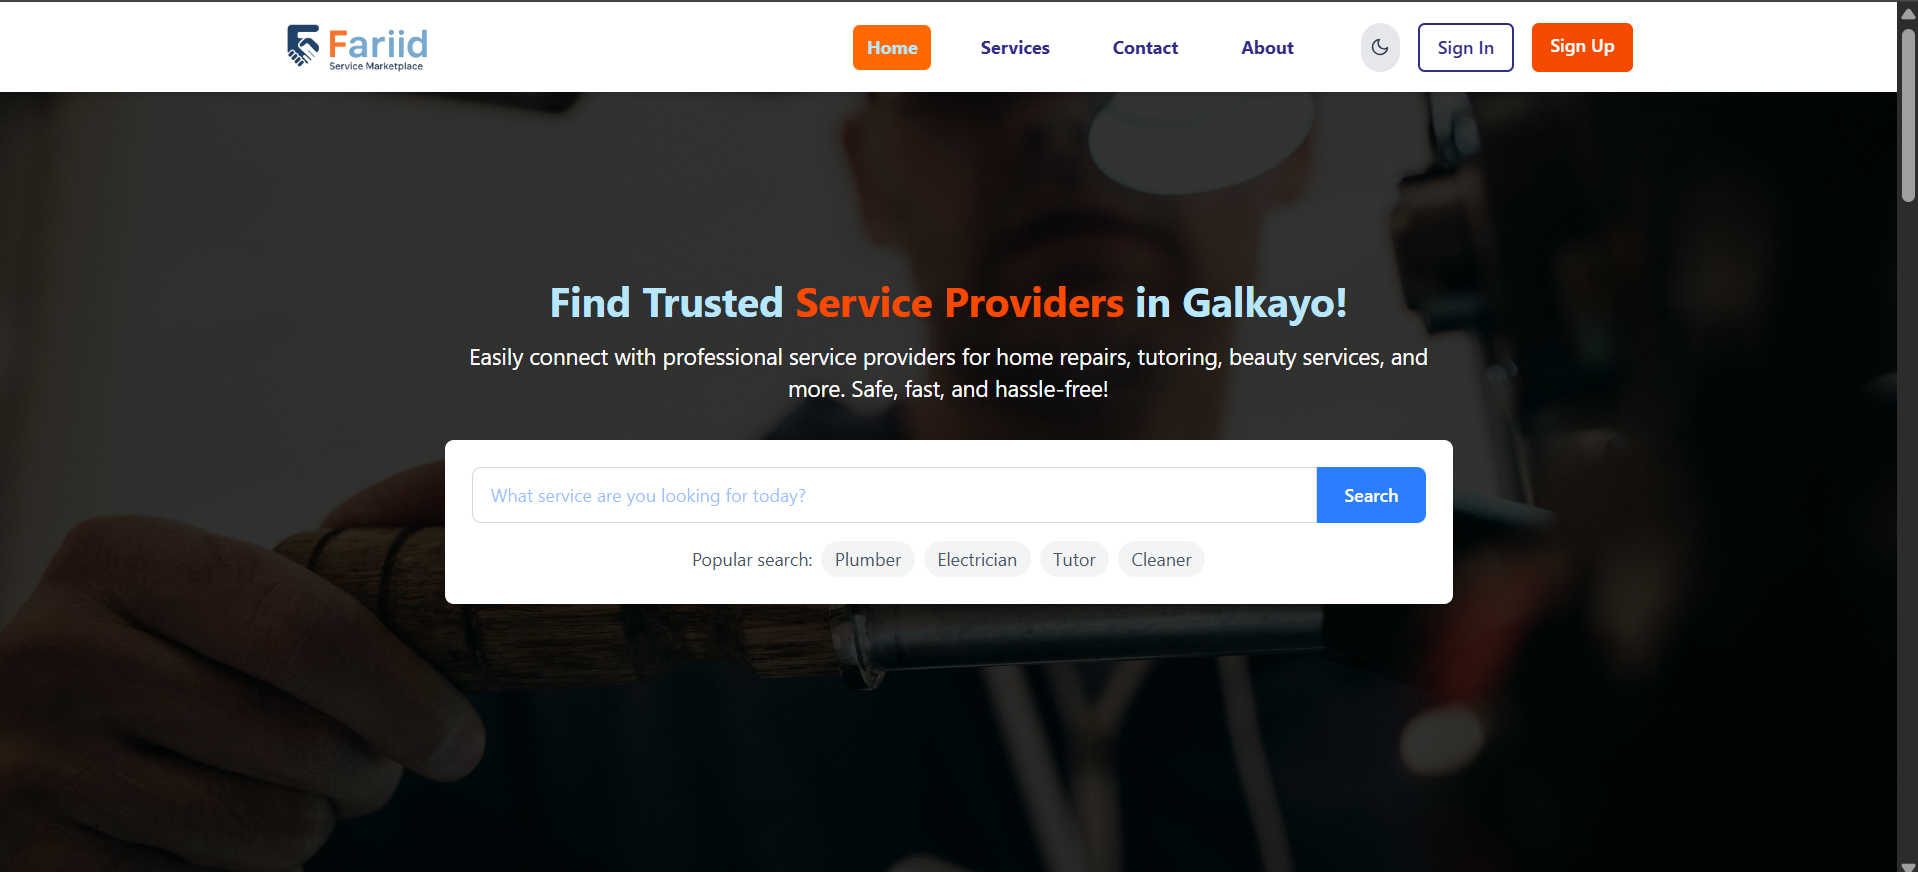 Fariid
Service Marketplace
Home
Services
Contact
About
Sign In
Sign Up
Find Trusted Service Providers in Galkayo!
Easily connect with professional service providers for home repairs, tutoring, beauty services, and
more. Safe, fast, and hassle-free!
What service are you looking for today?
Search
Popular search:
Plumber
Electrician
Tutor
Cleaner